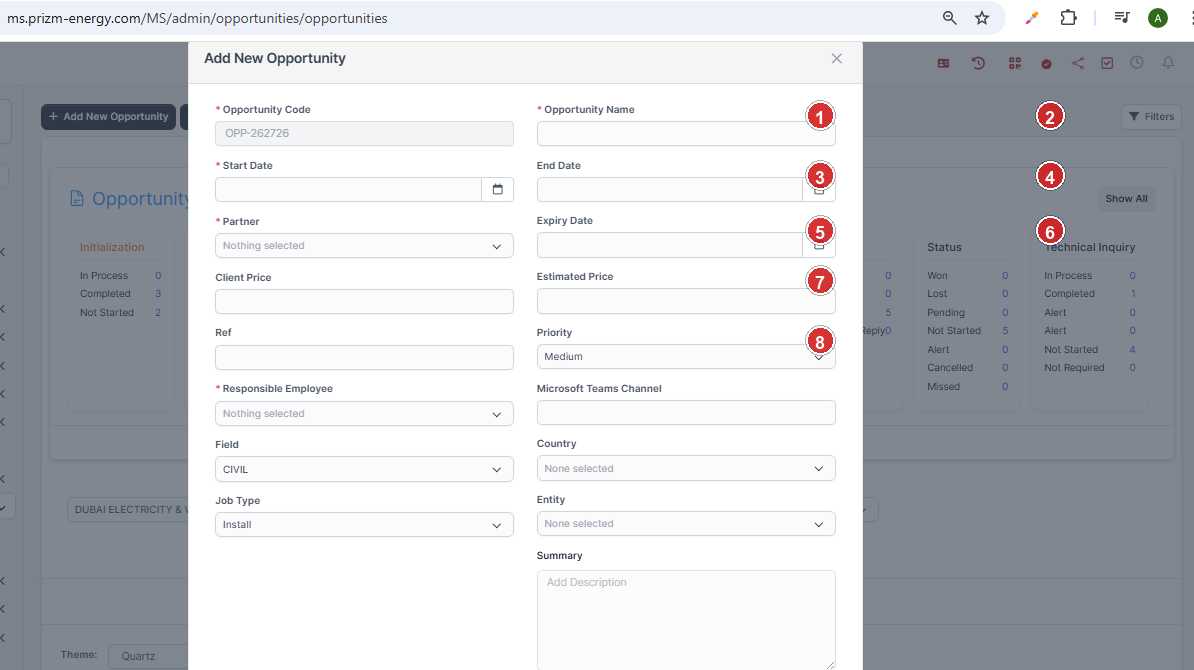 ms.prizm-energy.com/MS/admin/opportunities/opportunities
A
Add New Opportunity
+ Add New Opportunity
Filters
* Opportunity Code
* Opportunity Name
OPP-262726
1
2
* Start Date
End Date
3
4
Opportunity
Show All
* Partner
Expiry Date
Nothing selected
5
6
Initialization
In Process 0
Completed 3
Not Started 2
Client Price
Estimated Price
7
Ref
Priority
Medium
8
* Responsible Employee
Microsoft Teams Channel
Nothing selected
Field
Country
CIVIL
None selected
Job Type
Entity
Install
None selected
Summary
Add Description
0
0
5
Reply0
0
Status
Won 0
Lost 0
Pending 0
Not Started 5
Alert 0
Cancelled 0
Missed 0
Technical Inquiry
In Process 0
Completed 1
Alert 0
Alert 0
Not Started 4
Not Required 0
DUBAI ELECTRICITY &
Theme:
Quartz